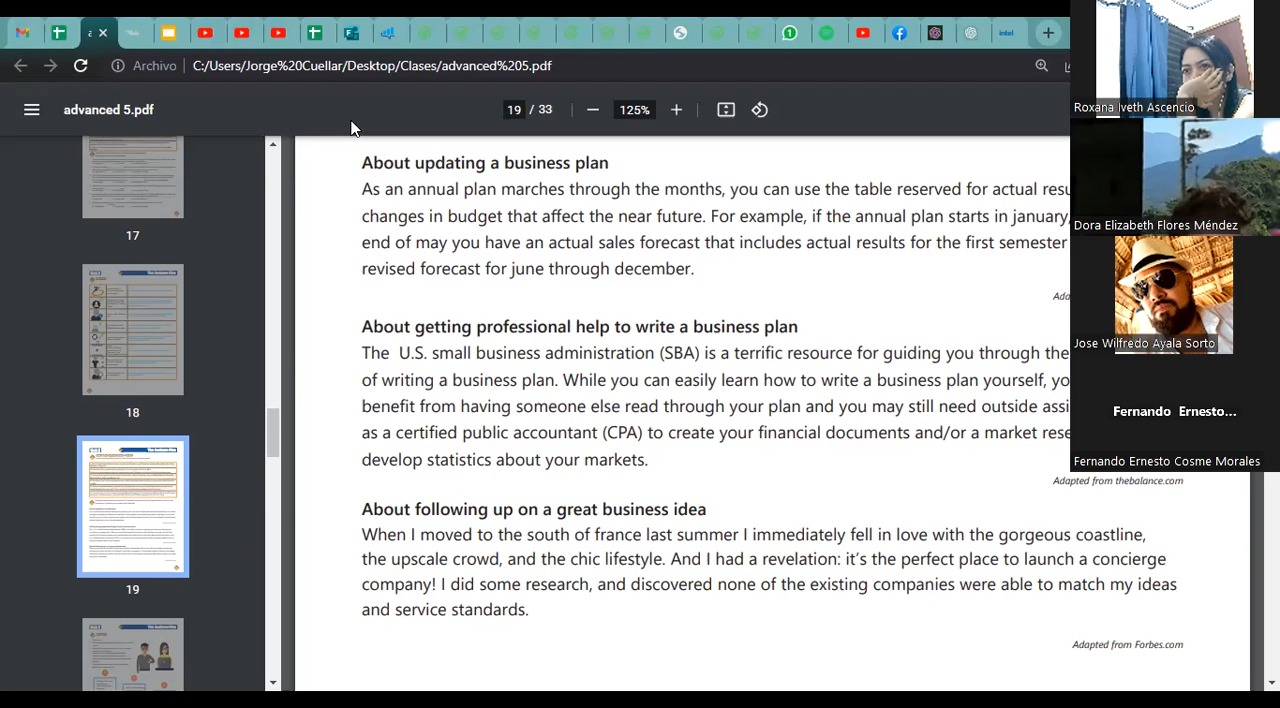 intel
Archivo
C:/Users/Jorge%20Cuellar/Desktop/Clases/advanced%205.pdf
advanced 5.pdf
19 / 33
125%
17
18
19
About updating a business plan
As an annual plan marches through the months, you can use the table reserved for actual resu
changes in budget that affect the near future. For example, if the annual plan starts in january,
end of may you have an actual sales forecast that includes actual results for the first semester
revised forecast for june through december.
Ada
About getting professional help to write a business plan
The U.S. small business administration (SBA) is a terrific resource for guiding you through the
of writing a business plan. While you can easily learn how to write a business plan yourself, yo
benefit from having someone else read through your plan and you may still need outside assi
as a certified public accountant (CPA) to create your financial documents and/or a market rese
develop statistics about your markets.
Adapted from thebalance.com
About following up on a great business idea
When I moved to the south of france last summer I immediately fell in love with the gorgeous coastline,
the upscale crowd, and the chic lifestyle. And I had a revelation: it's the perfect place to launch a concierge
company! I did some research, and discovered none of the existing companies were able to match my ideas
and service standards.
Adapted from Forbes.com
Roxana Iveth Ascencio
Dora Elizabeth Flores Méndez
Jose Wilfredo Ayala Sorto
Fernando Ernesto...
Fernando Ernesto Cosme Morales